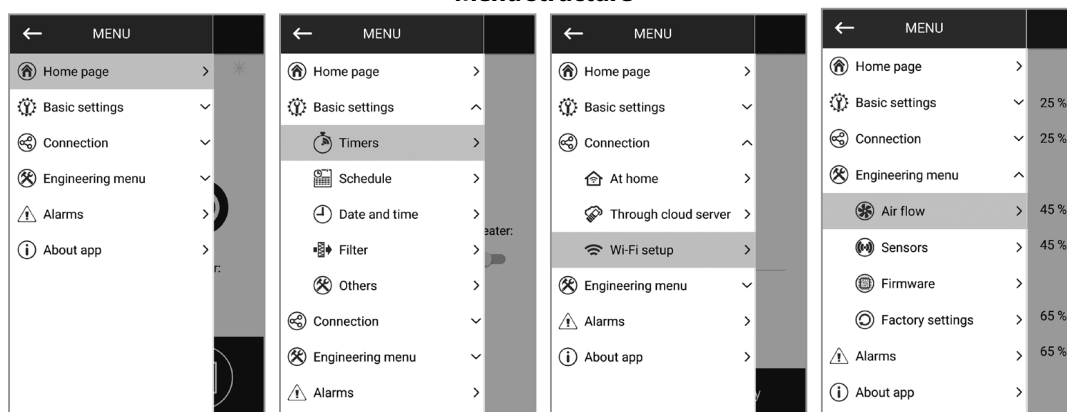 Menu structure
MENU
Home page
Basic settings
Connection
Engineering menu
Alarms
About app
r:
MENU
Home page
Basic settings
Timers
Schedule
Date and time
Filter
Others
Connection
Engineering menu
Alarms
eater:
MENU
Home page
Basic settings
Connection
At home
Through cloud server
Wi-Fi setup
Engineering menu
Alarms
About app
y
MENU
Home page
Basic settings 25 %
Connection 25 %
Engineering menu
Air flow 45 %
Sensors 45 %
Firmware
Factory settings 65 %
Alarms 65 %
About app